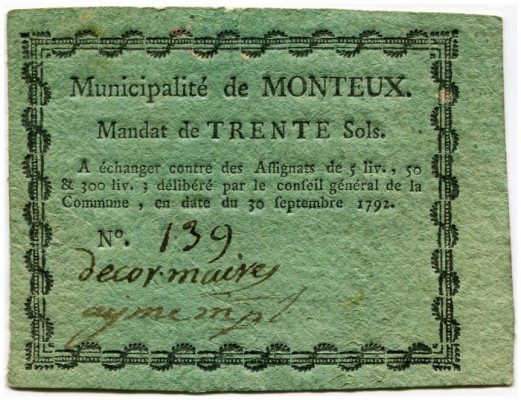 Municipalité de MONTEUX.
Mandat de TRENTE Sols.
A échanger contre des Aſſignats de 5 liv., 50
& 300 liv. ; délibéré par le conſeil général de la
Commune, en date du 30 ſeptembre 1792.
Nº. 139
decor maire